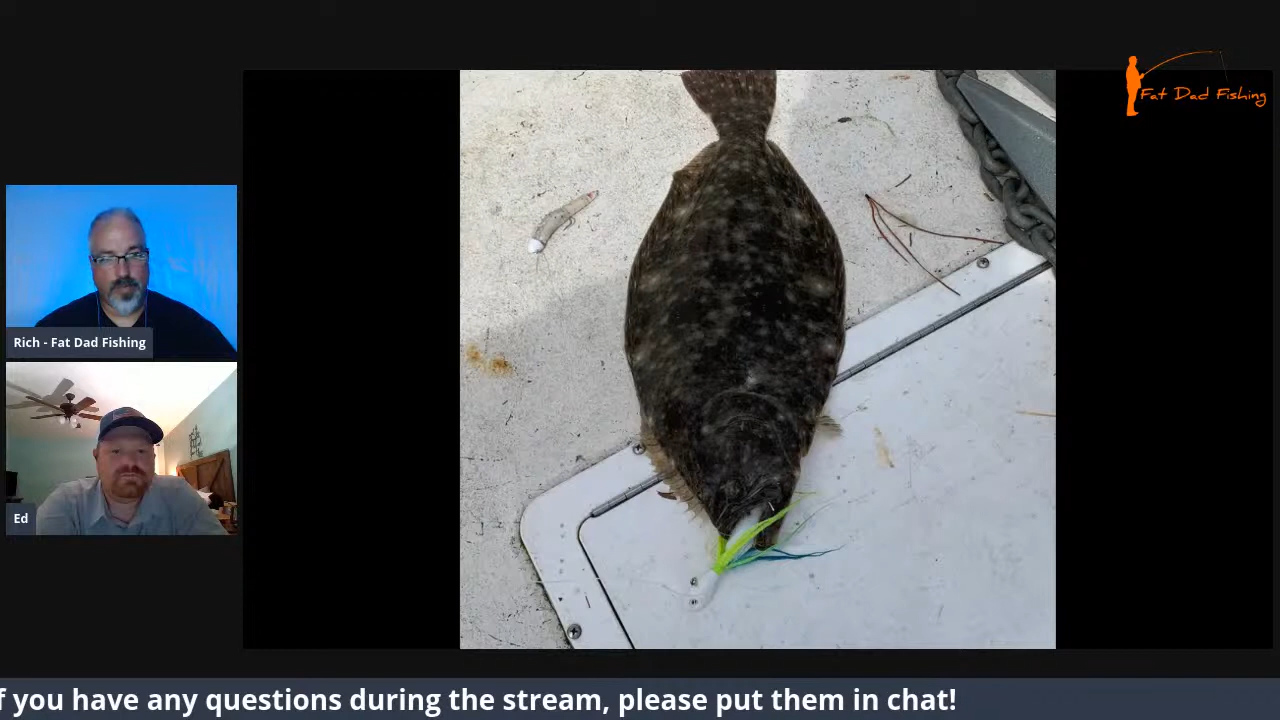 Fat Dad Fishing
Rich - Fat Dad Fishing
Ed
f you have any questions during the stream, please put them in chat!